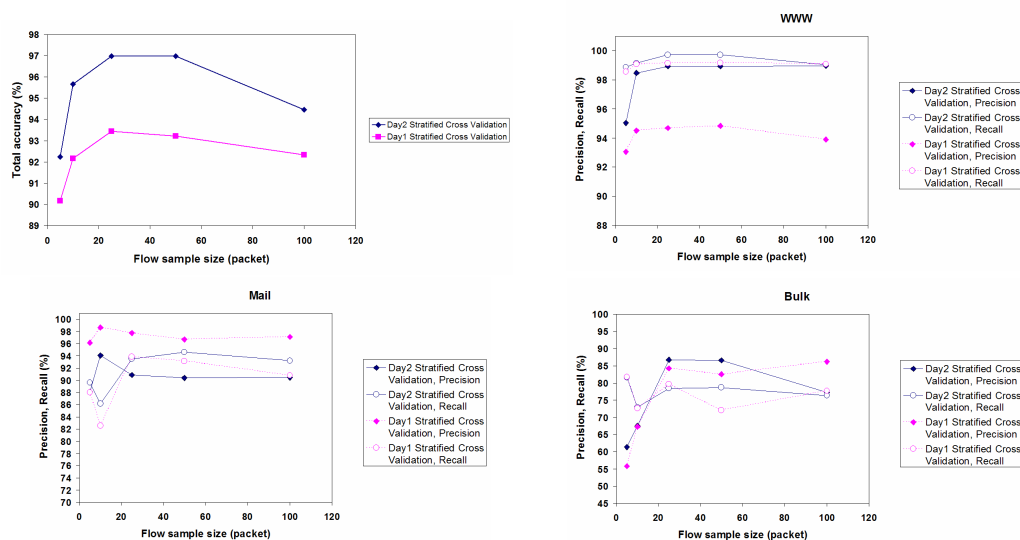 98
97
96
95
94
93
92
91
90
89
Total accuracy (%)
0 20 40 60 80 100 120
Flow sample size (packet)
Day2 Stratified Cross Validation
Day1 Stratified Cross Validation
WWW
100
98
96
94
92
90
88
Precision, Recall (%)
0 20 40 60 80 100 120
Flow sample size (packet)
Day2 Stratified Cross
Validation, Precision
Day2 Stratified Cross
Validation, Recall
Day1 Stratified Cross
Validation, Precision
Day1 Stratified Cross
Validation, Recall
Mail
100
98
96
94
92
90
88
86
84
82
80
78
76
74
72
70
Precision, Recall (%)
0 20 40 60 80 100 120
Flow sample size (packet)
Day2 Stratified Cross
Validation, Precision
Day2 Stratified Cross
Validation, Recall
Day1 Stratified Cross
Validation, Precision
Day1 Stratified Cross
Validation, Recall
Bulk
100
95
90
85
80
75
70
65
60
55
50
45
Precision, Recall (%)
0 20 40 60 80 100 120
Flow sample size (packet)
Day2 Stratified Cross
Validation, Precision
Day2 Stratified Cross
Validation, Recall
Day1 Stratified Cross
Validation, Precision
Day1 Stratified Cross
Validation, Recall